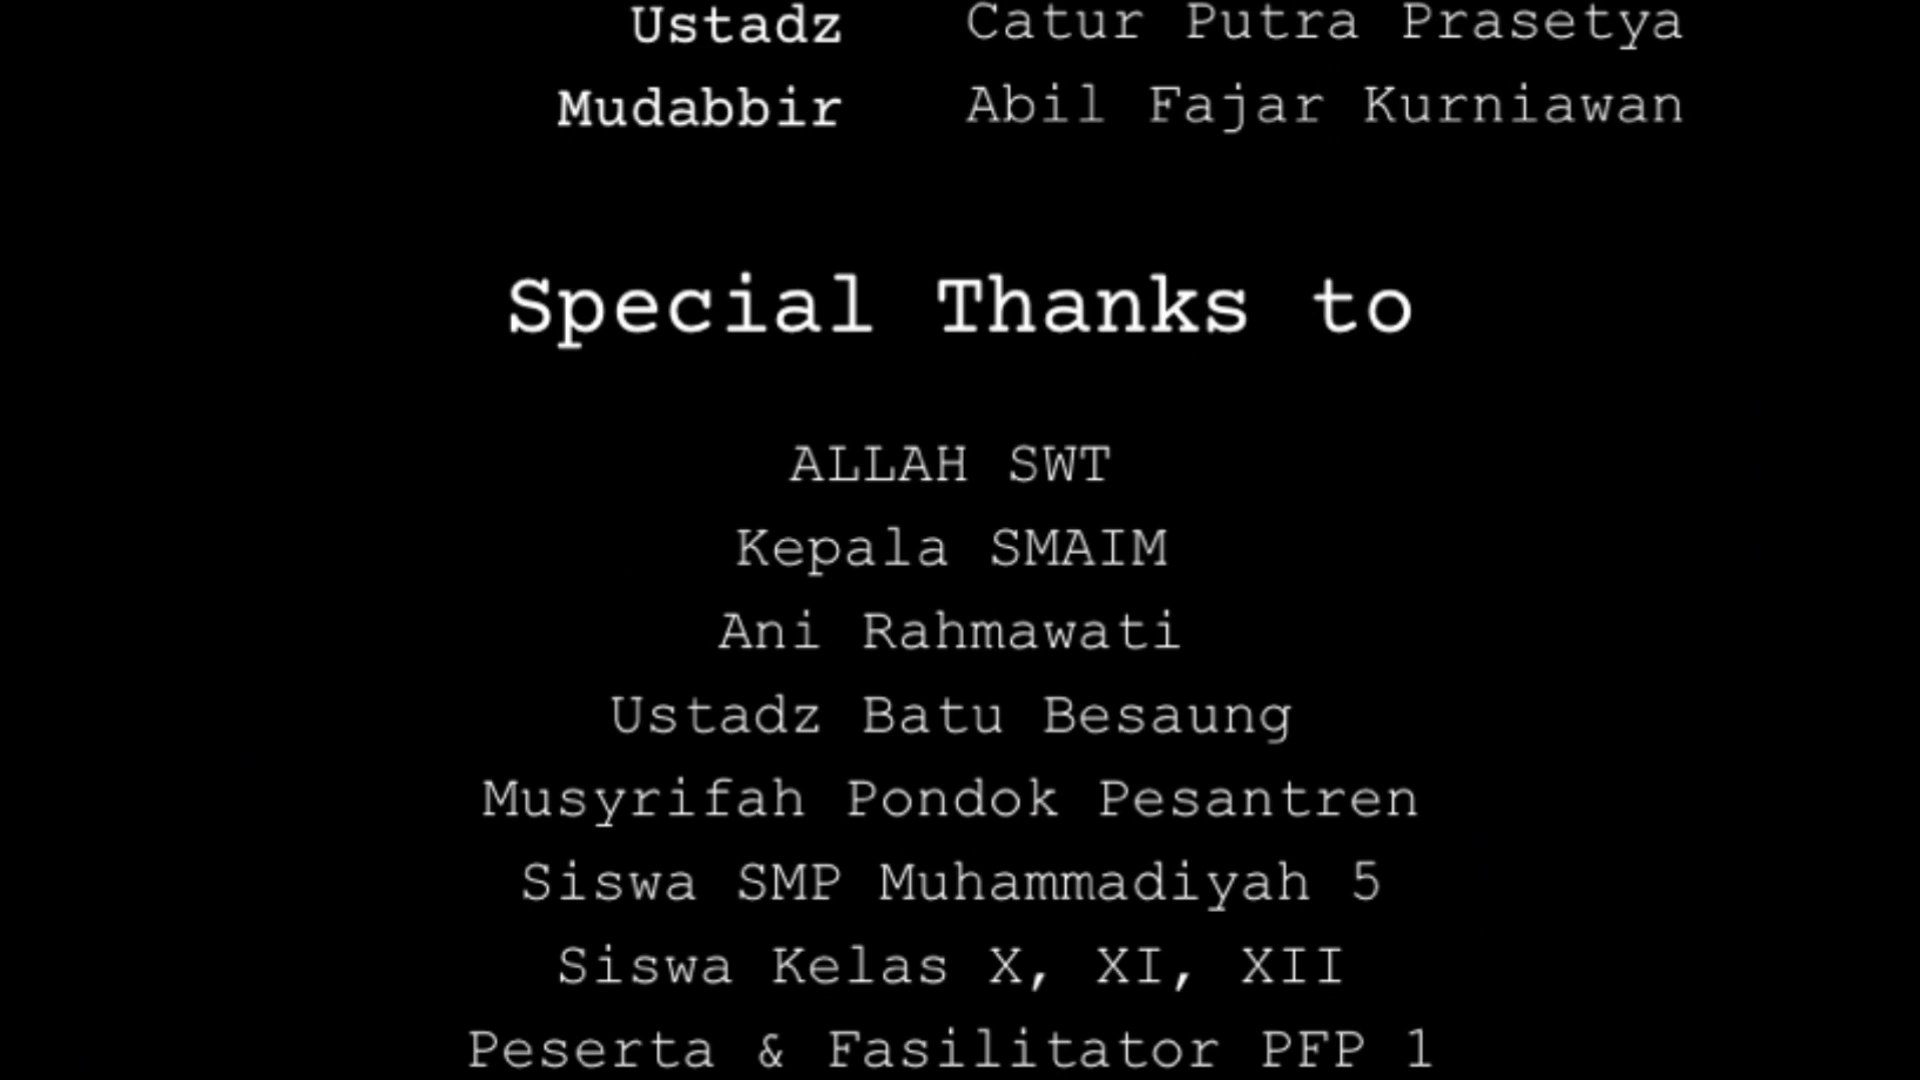 Ustadz Catur Putra Prasetya
Mudabbir Abil Fajar Kurniawan
Special Thanks to
ALLAH SWT
Kepala SMAIM
Ani Rahmawati
Ustadz Batu Besaung
Musyrifah Pondok Pesantren
Siswa SMP Muhammadiyah 5
Siswa Kelas X, XI, XII
Peserta & Fasilitator PFP 1